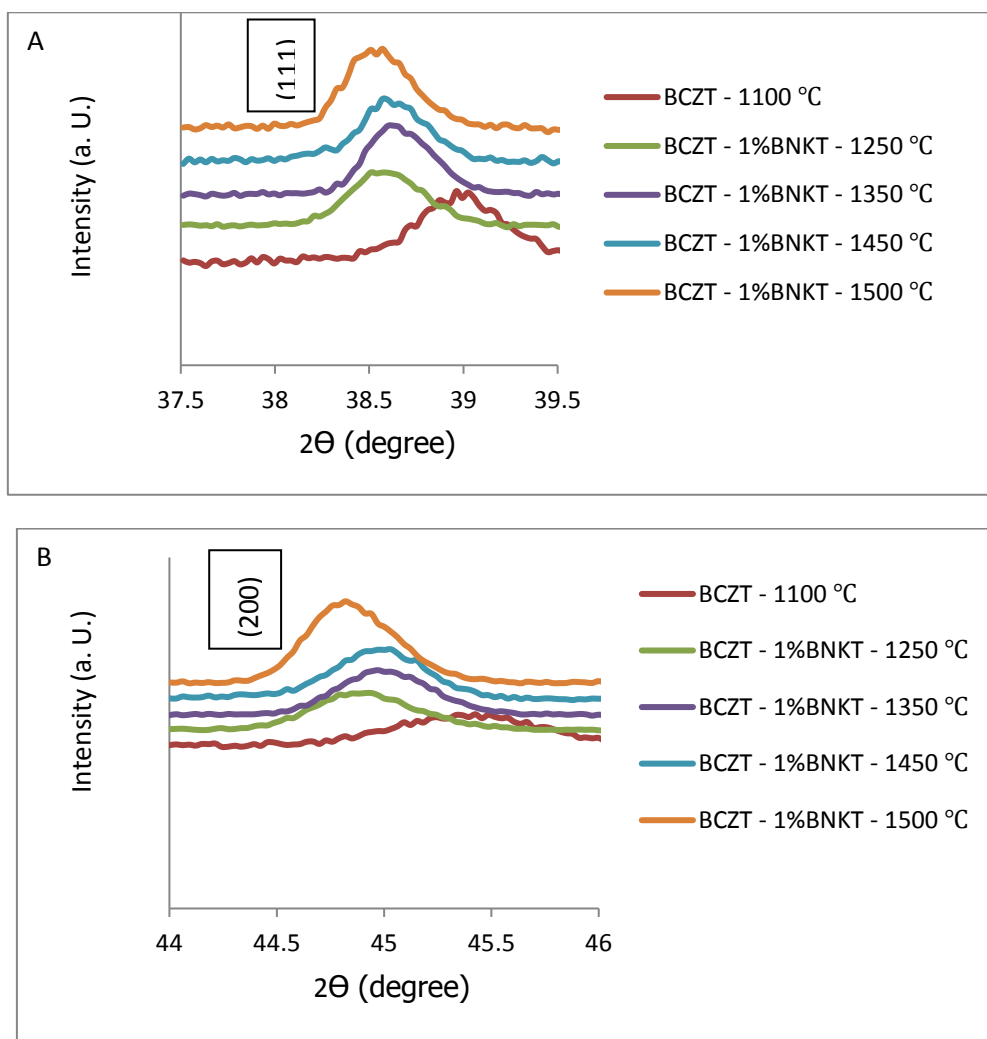 A
(111)
Intensity (a. U.)
BCZT - 1100 ℃
BCZT - 1%BNKT - 1250 ℃
BCZT - 1%BNKT - 1350 ℃
BCZT - 1%BNKT - 1450 ℃
BCZT - 1%BNKT - 1500 ℃
37.5 38 38.5 39 39.5
2Ө (degree)
B
(200)
Intensity (a. U.)
BCZT - 1100 ℃
BCZT - 1%BNKT - 1250 ℃
BCZT - 1%BNKT - 1350 ℃
BCZT - 1%BNKT - 1450 ℃
BCZT - 1%BNKT - 1500 ℃
44 44.5 45 45.5 46
2Ө (degree)